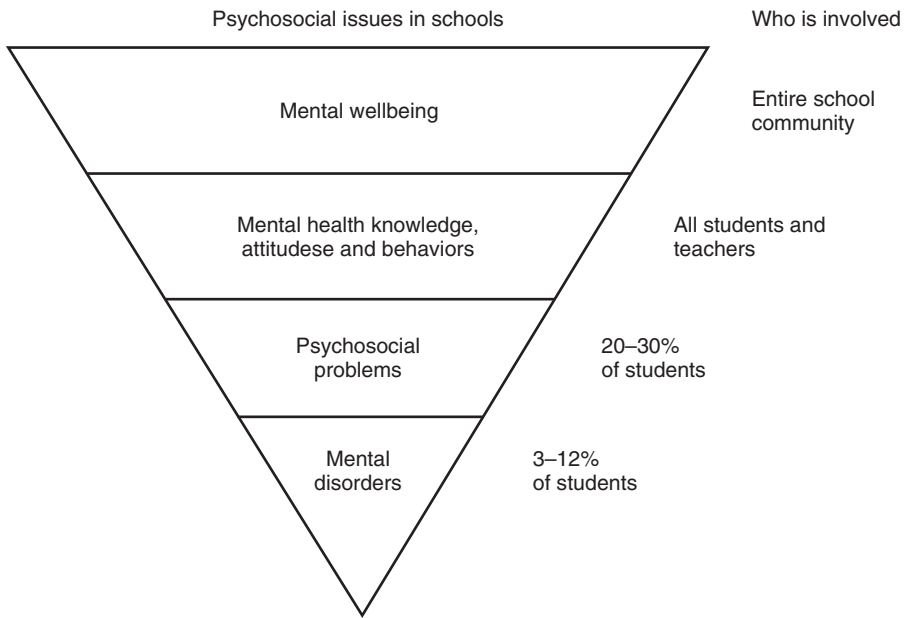 Psychosocial issues in schools
Who is involved
Mental wellbeing
Entire school
community
Mental health knowledge,
attitudese and behaviors
All students and
teachers
Psychosocial
problems
20–30%
of students
Mental
disorders
3–12%
of students